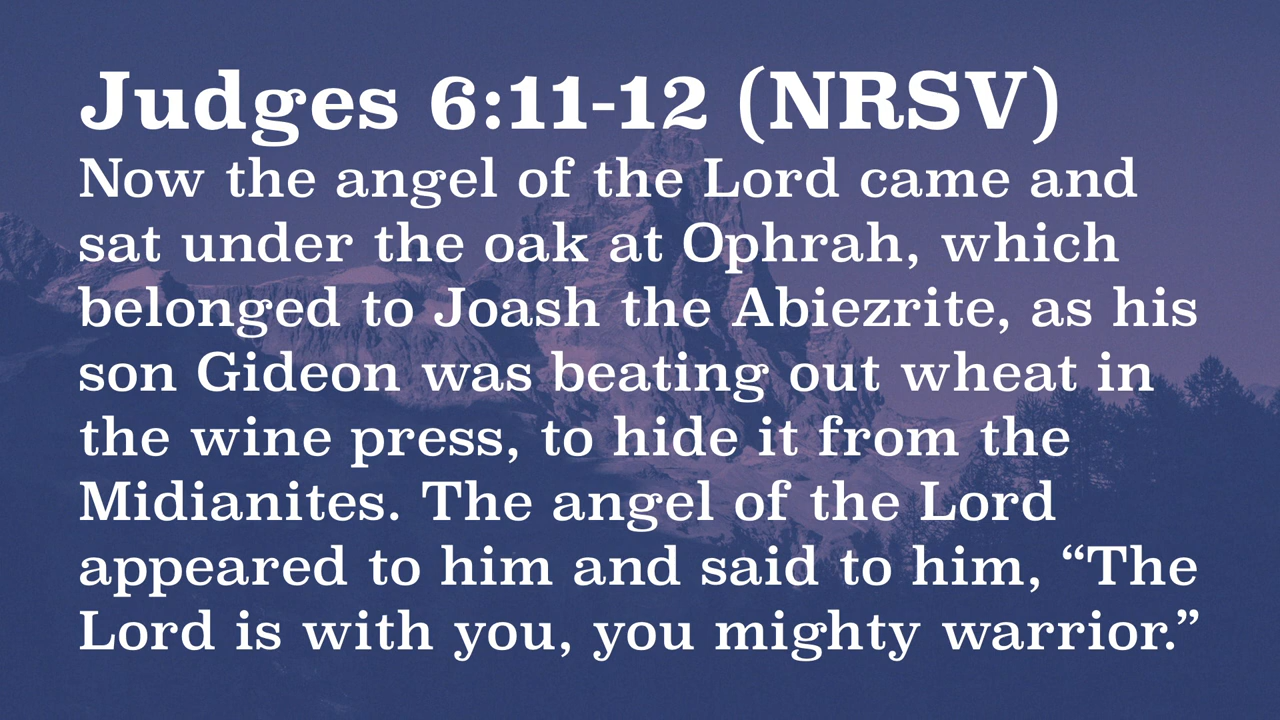 Judges 6:11-12 (NRSV)
Now the angel of the Lord came and
sat under the oak at Ophrah, which
belonged to Joash the Abiezrite, as his
son Gideon was beating out wheat in
the wine press, to hide it from the
Midianites. The angel of the Lord
appeared to him and said to him, “The
Lord is with you, you mighty warrior.”